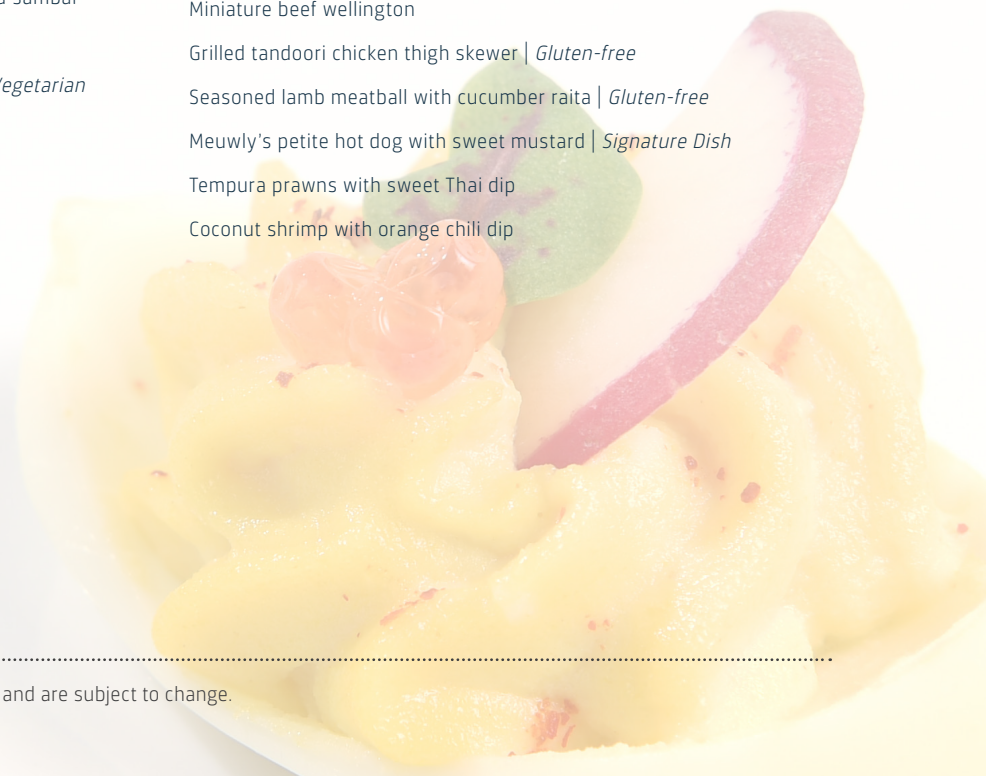 sambal
Miniature beef wellington
Grilled tandoori chicken thigh skewer | Gluten-free
Vegetarian
Seasoned lamb meatball with cucumber raita | Gluten-free
Meuwly's petite hot dog with sweet mustard | Signature Dish
Tempura prawns with sweet Thai dip
Coconut shrimp with orange chili dip
and are subject to change.